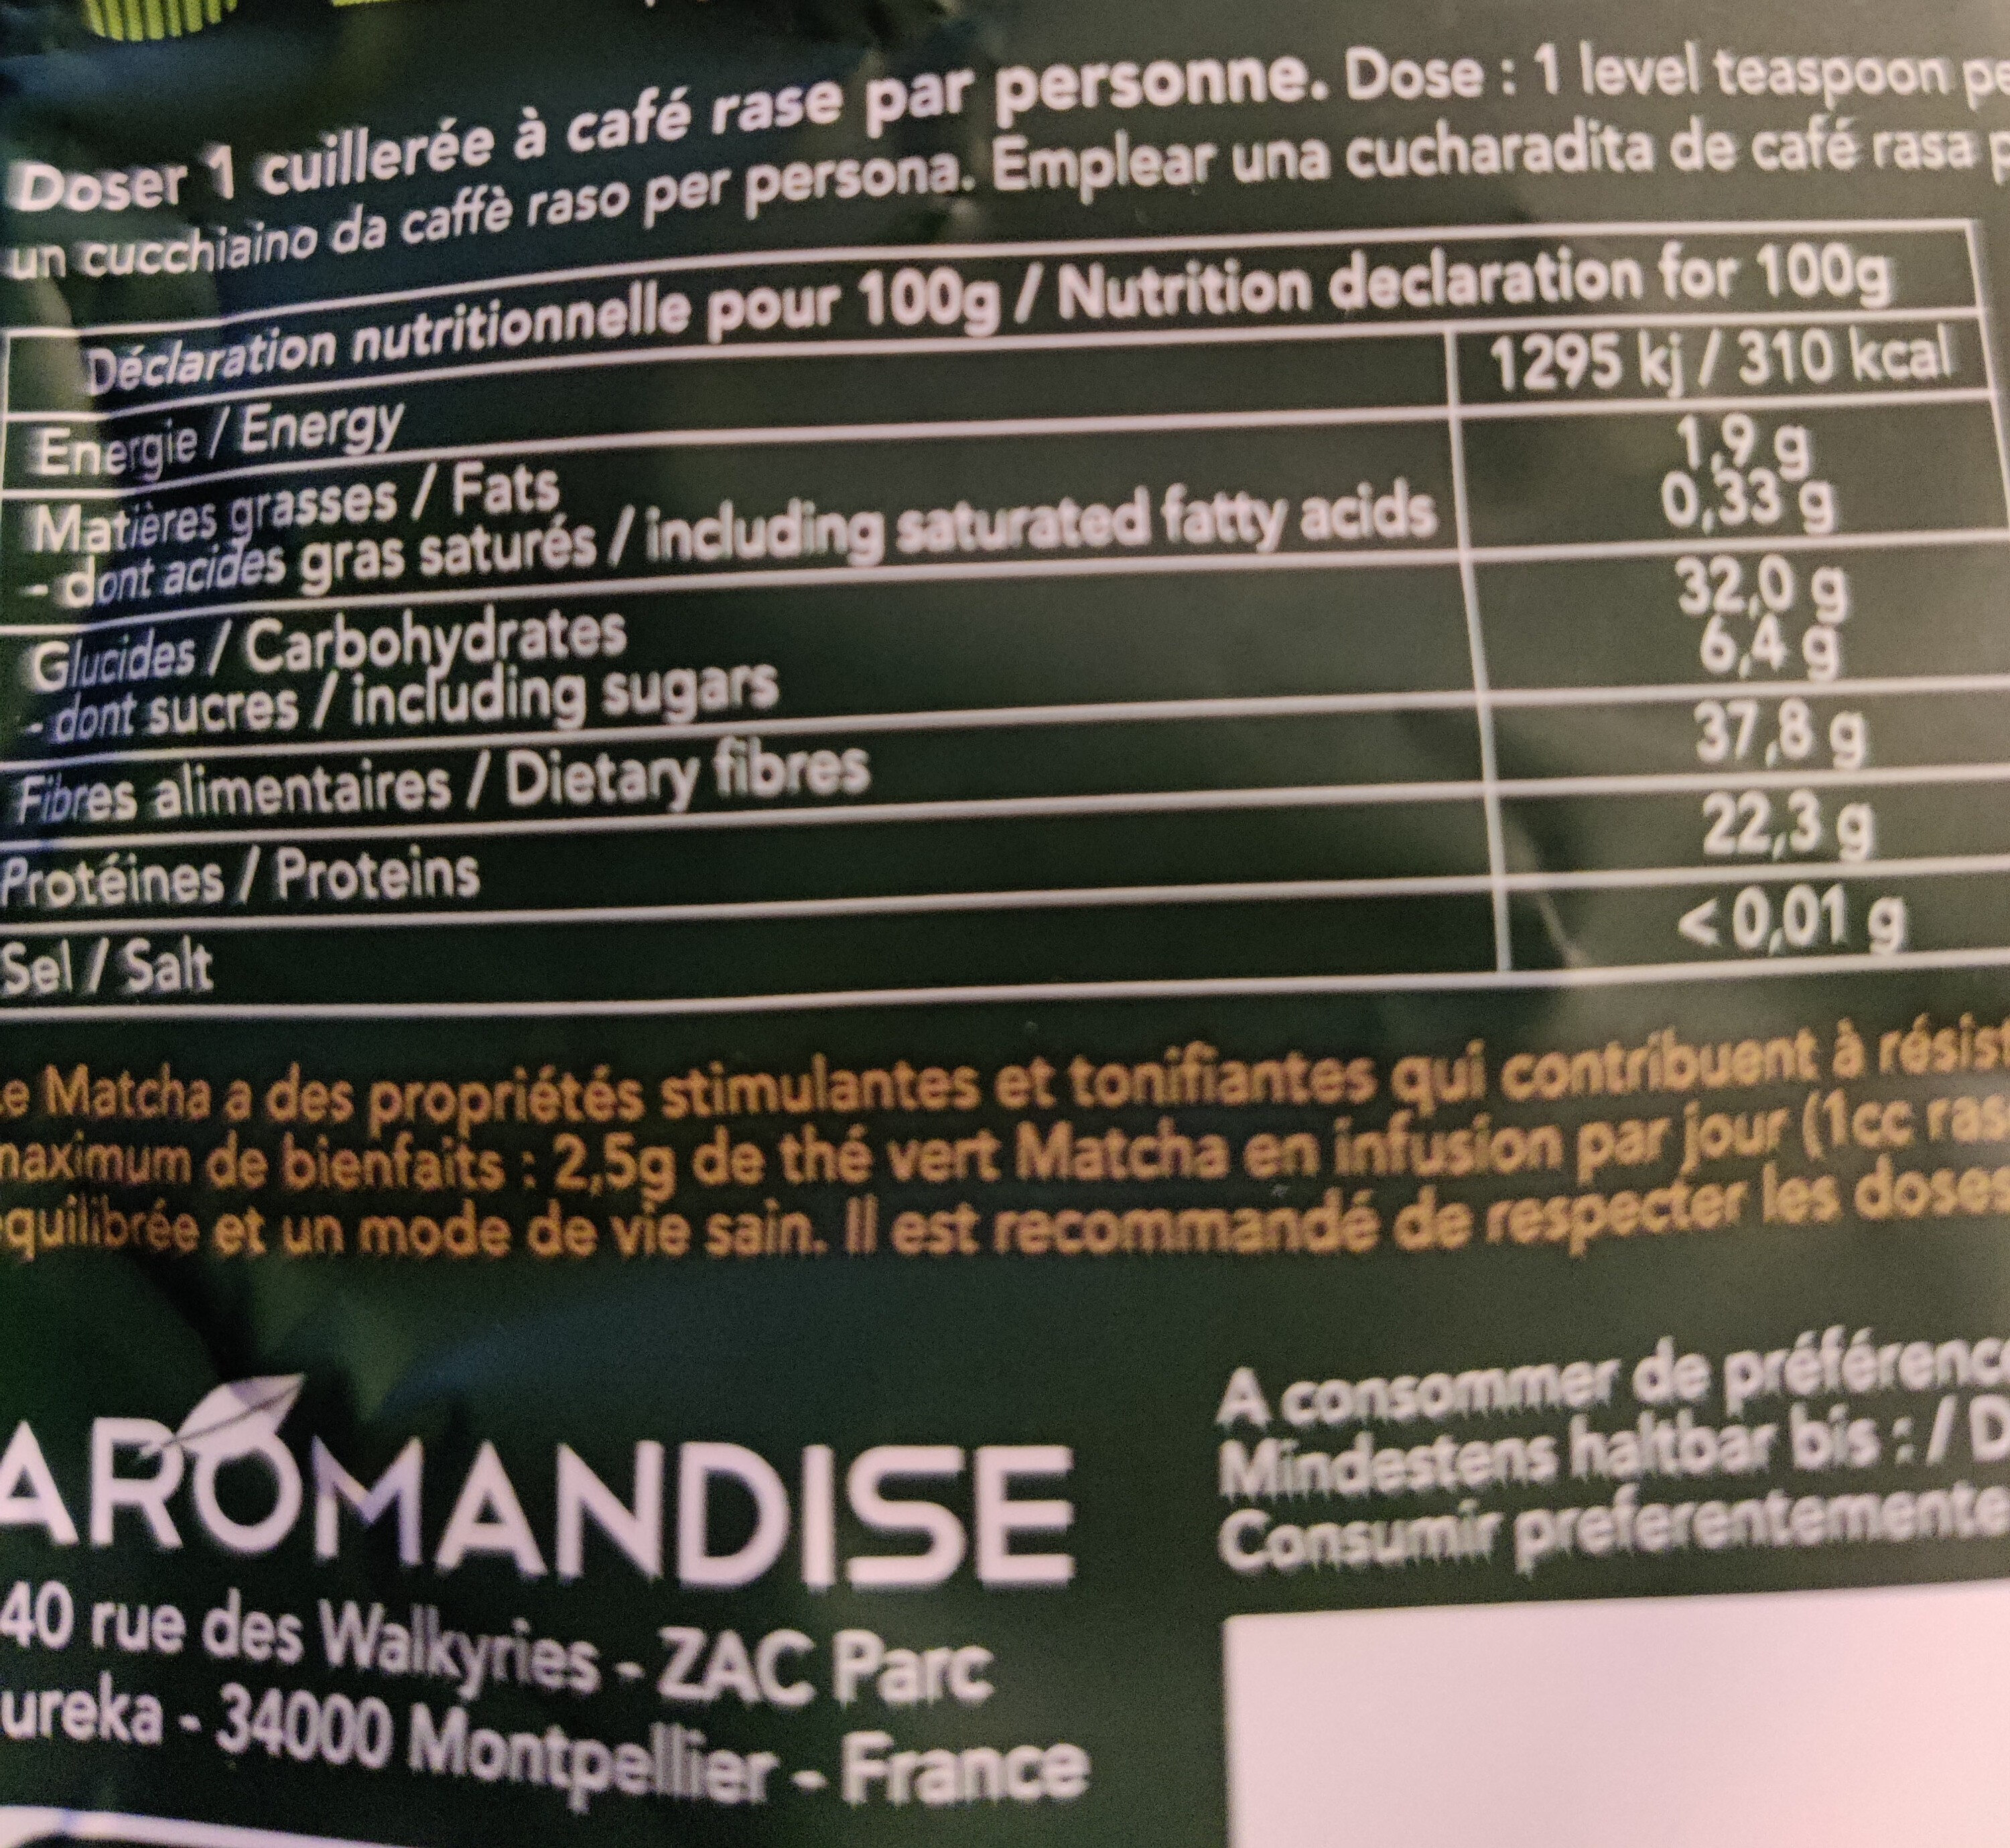 Doser 1 cuillerée à café rase par personne. Dose : 1 level teaspoon
un cucchiaino da caffè raso per persona. Emplear una cucharadita de café rasa
Déclaration nutritionnelle pour 100g / Nutrition declaration for 100g
Energie / Energy 1295 kj / 310 kcal
Matières grasses / Fats 1,9 g
- dont acides gras saturés / including saturated fatty acids 0,33 g
Glucides / Carbohydrates 32,0 g
- dont sucres / including sugars 6,4 g
Fibres alimentaires / Dietary fibres 37,8 g
Protéines / Proteins 22,3 g
Sel / Salt < 0,01 g
Le Matcha a des propriétés stimulantes et tonifiantes qui contribuent à
maximum de bienfaits : 2,5g de thé vert Matcha en infusion par jour (1cc
et un mode de vie sain. Il est recommandé de respecter les doses
AROMANDISE
40 rue des Walkyries - ZAC Parc
ureka - 34000 Montpellier - France
A consommer de
Mindestens haltbar bis : /
Consumir preferentemente